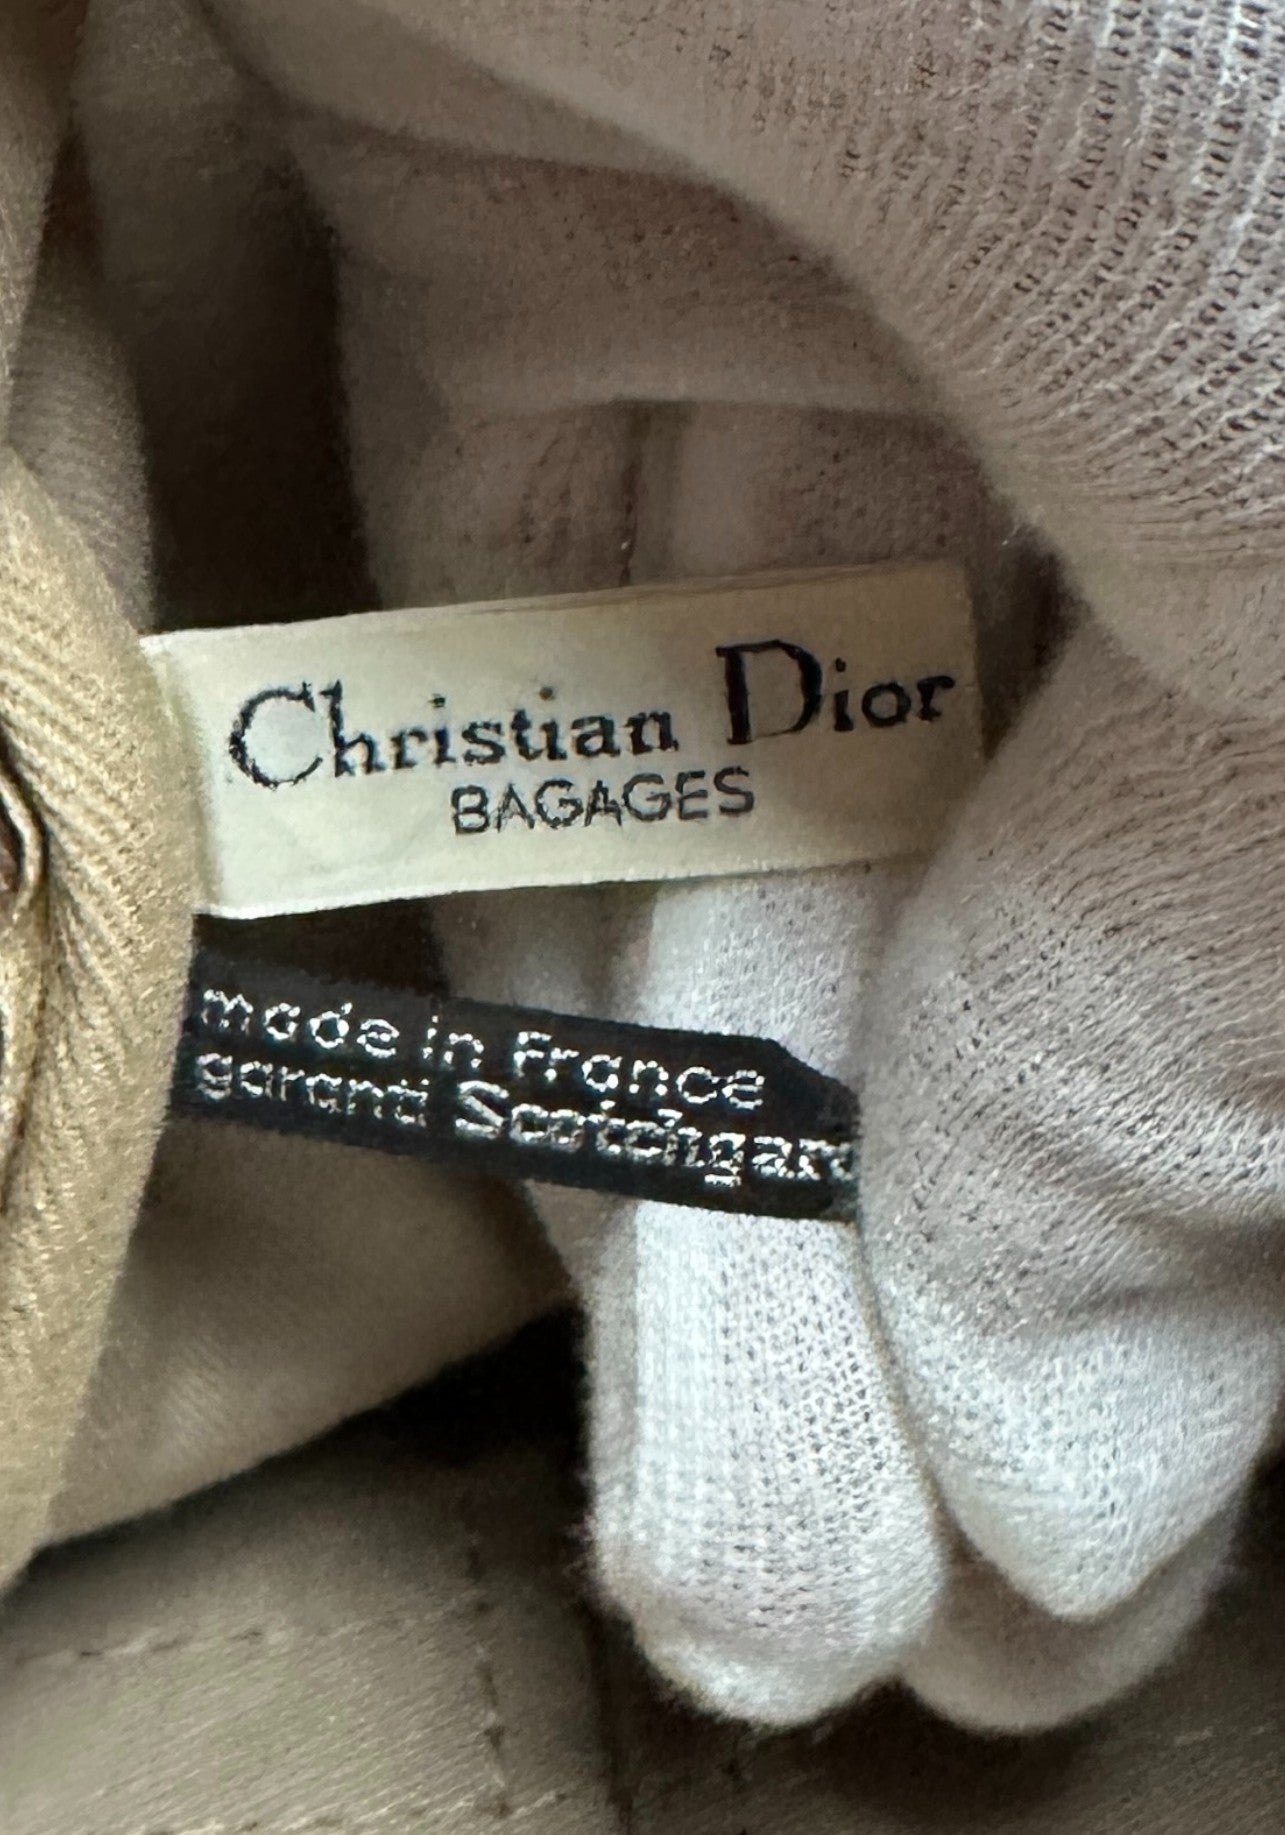 Christian Dior
BAGAGES
made in France
garanti Scotchgard